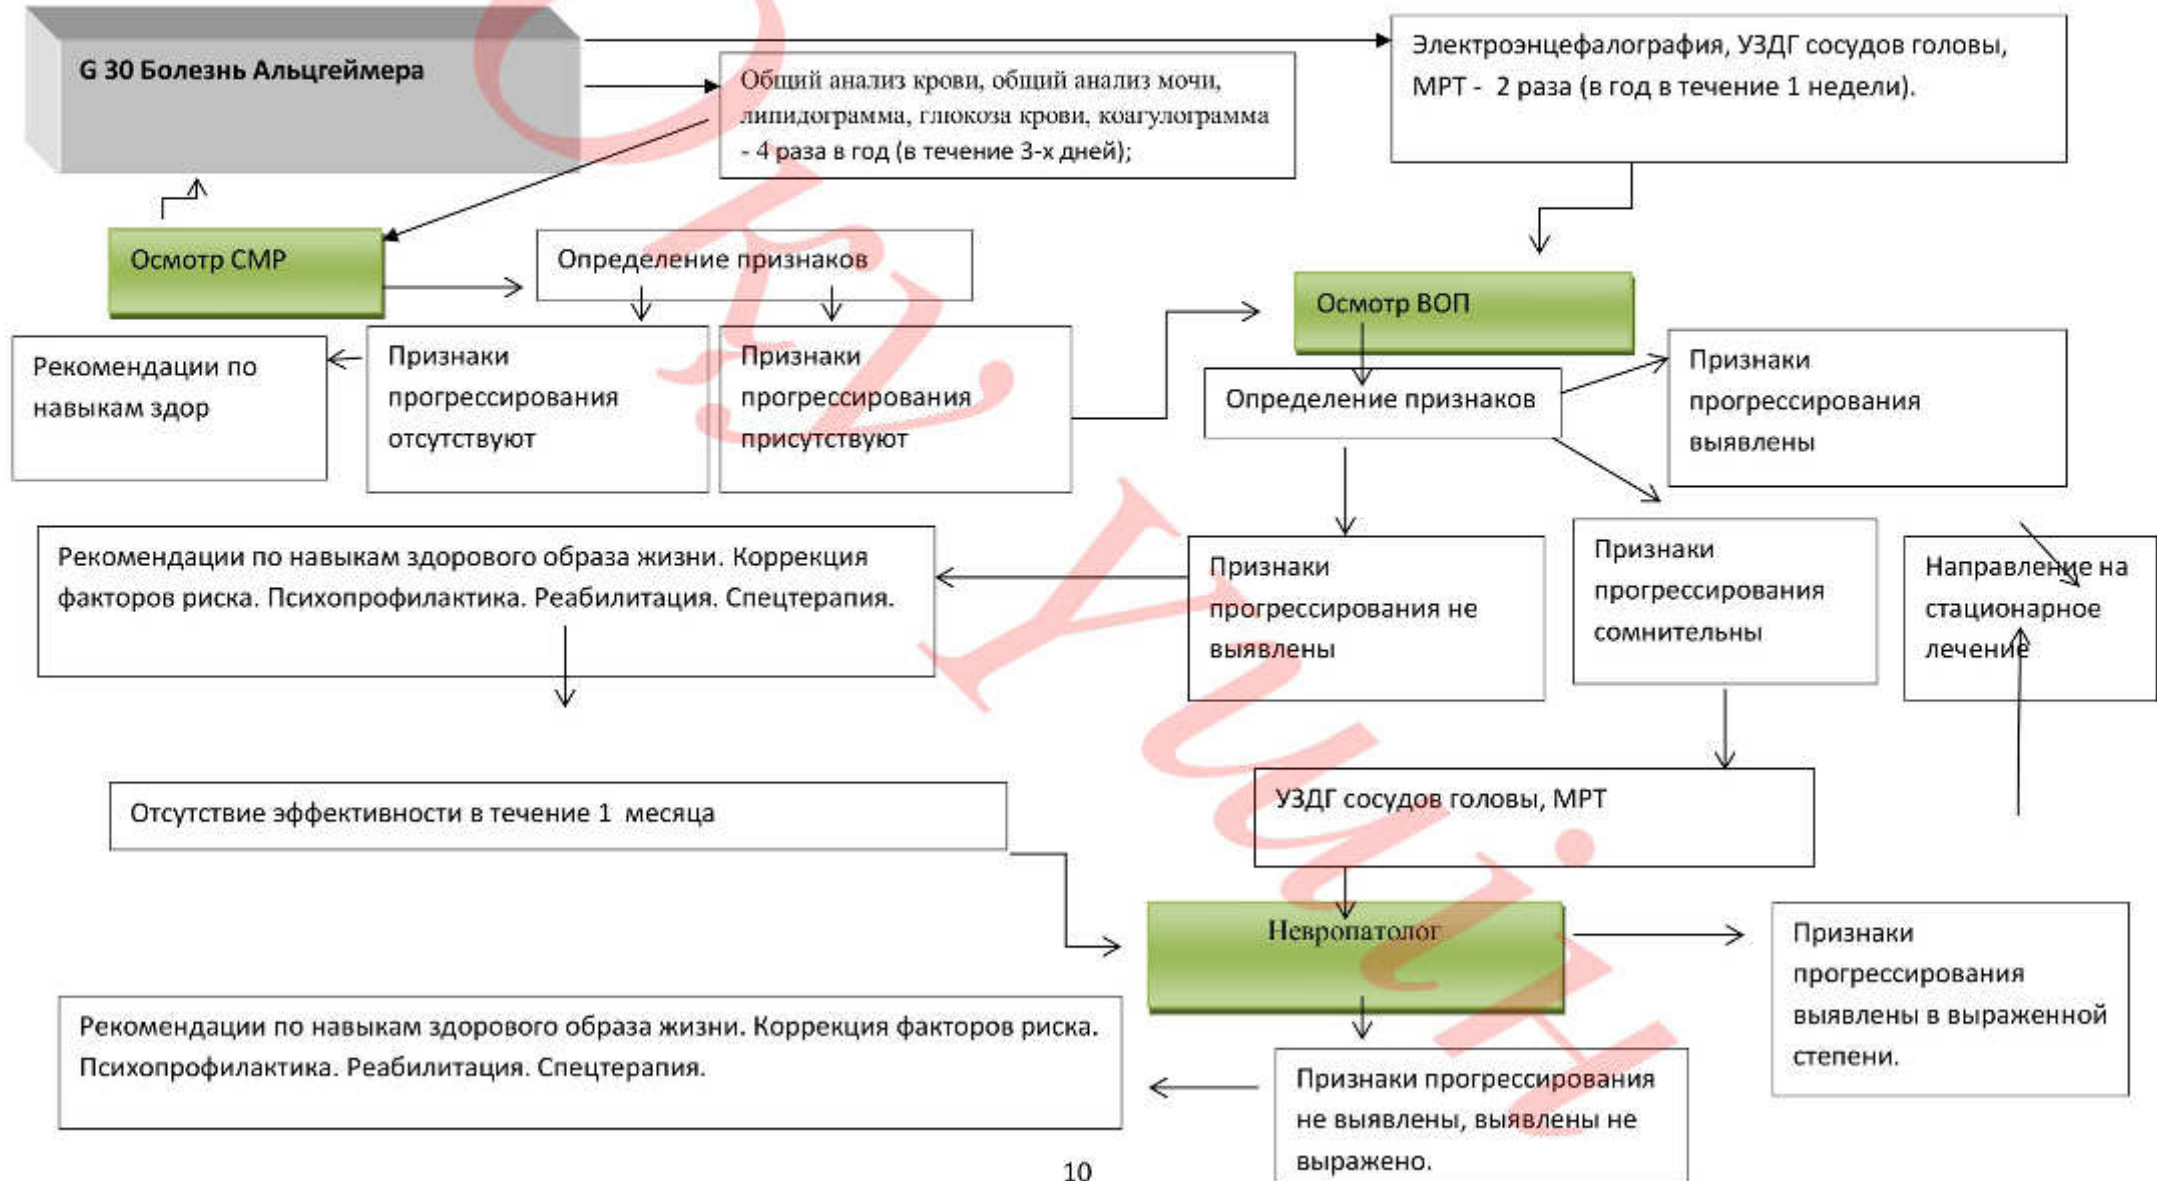 G 30 Болезнь Альцгеймера
Общий анализ крови, общий анализ мочи,
липидограмма, глюкоза крови, коагулограмма
- 4 раза в год (в течение 3-х дней);
Электроэнцефалография, УЗДГ сосудов головы,
МРТ - 2 раза (в год в течение 1 недели).
Осмотр СМР
Определение признаков
Осмотр ВОП
Рекомендации по
навыкам здор
Признаки
прогрессирования
отсутствуют
Признаки
прогрессирования
присутствуют
Определение признаков
Признаки
прогрессирования
выявлены
Рекомендации по навыкам здорового образа жизни. Коррекция
факторов риска. Психопрофилактика. Реабилитация. Спецтерапия.
Признаки
прогрессирования не
выявлены
Признаки
прогрессирования
сомнительны
Направление на
стационарное
лечение
Отсутствие эффективности в течение 1 месяца
УЗДГ сосудов головы, МРТ
Невропатолог
Признаки
прогрессирования
выявлены в выраженной
степени.
Рекомендации по навыкам здорового образа жизни. Коррекция факторов риска.
Психопрофилактика. Реабилитация. Спецтерапия.
Признаки прогрессирования
не выявлены, выявлены не
выражено.
10
Оқу үшін